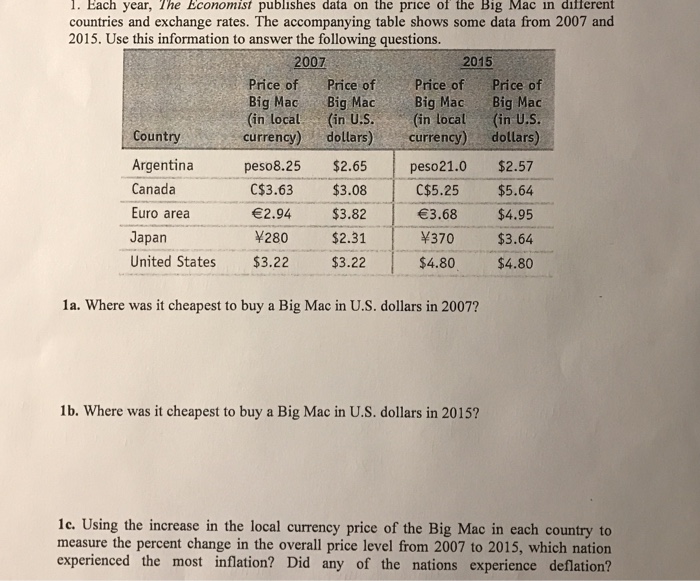 1. Each year, The Economist publishes data on the price of the Big Mac in different
countries and exchange rates. The accompanying table shows some data from 2007 and
2015. Use this information to answer the following questions.
2007 2015
Price of Price of Price of Price of
Big Mac Big Mac Big Mac Big Mac
(in local (in U.S. (in local (in U.S.
Country currency) dollars) currency) dollars)
Argentina peso8.25 $2.65 peso21.0 $2.57
Canada C$3.63 $3.08 C$5.25 $5.64
Euro area €2.94 $3.82 €3.68 $4.95
Japan ¥280 $2.31 ¥370 $3.64
United States $3.22 $3.22 $4.80 $4.80
1a. Where was it cheapest to buy a Big Mac in U.S. dollars in 2007?
1b. Where was it cheapest to buy a Big Mac in U.S. dollars in 2015?
1c. Using the increase in the local currency price of the Big Mac in each country to
measure the percent change in the overall price level from 2007 to 2015, which nation
experienced the most inflation? Did any of the nations experience deflation?